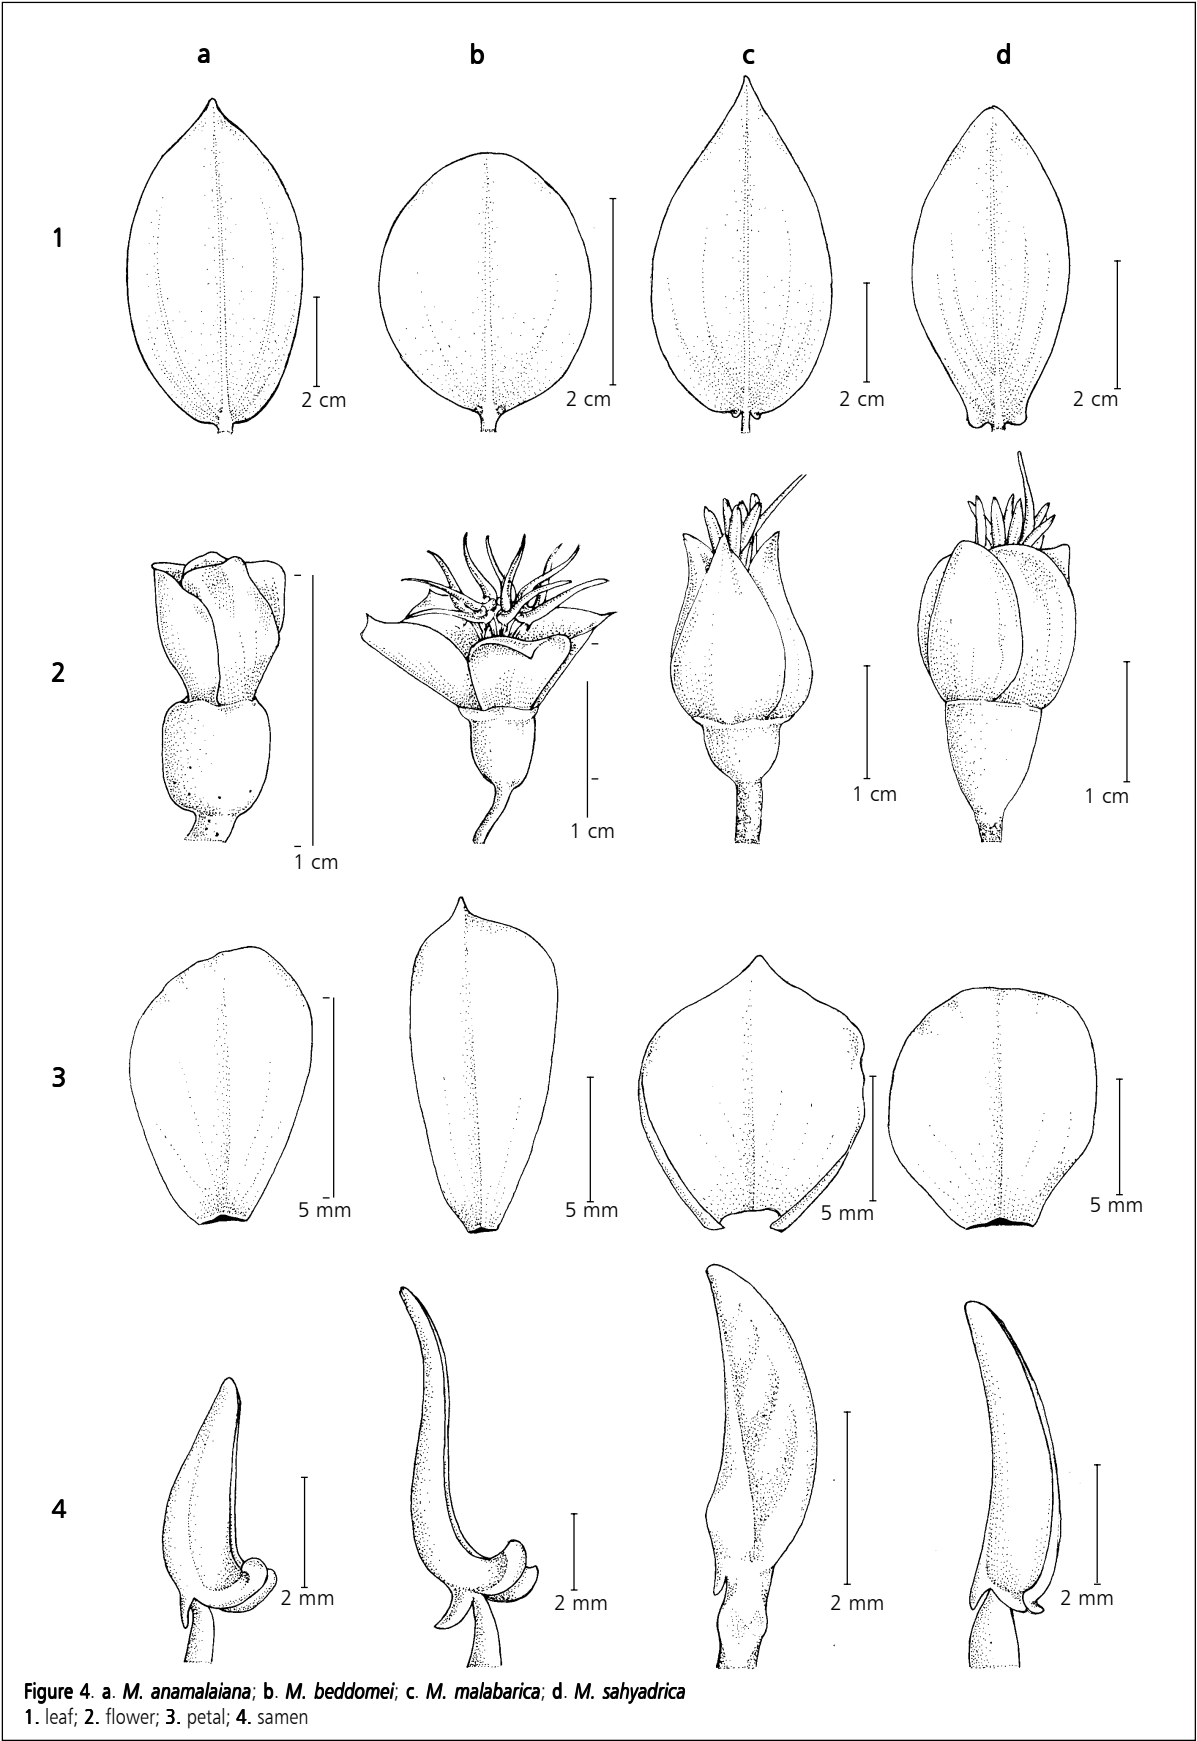 a b c d
1
2 cm 2 cm 2 cm 2 cm
2
1 cm 1 cm 1 cm 1 cm
3
5 mm 5 mm 5 mm 5 mm
4
2 mm 2 mm 2 mm 2 mm
Figure 4. a. M. anamalaiana; b. M. beddomei; c. M. malabarica; d. M. sahyadrica
1. leaf; 2. flower; 3. petal; 4. samen